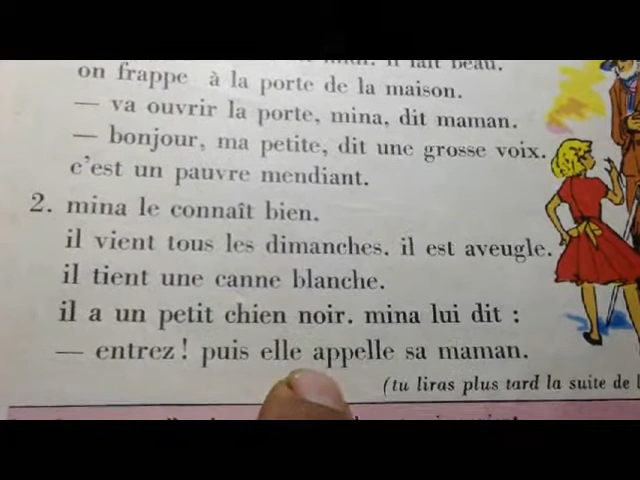 il fait beau.
on frappe à la porte de la maison.
— va ouvrir la porte, mina, dit maman.
— bonjour, ma petite, dit une grosse voix.
c'est un pauvre mendiant.
2. mina le connaît bien.
il vient tous les dimanches. il est aveugle.
il tient une canne blanche.
il a un petit chien noir. mina lui dit :
— entrez! puis elle appelle sa maman.
(tu liras plus tard la suite de